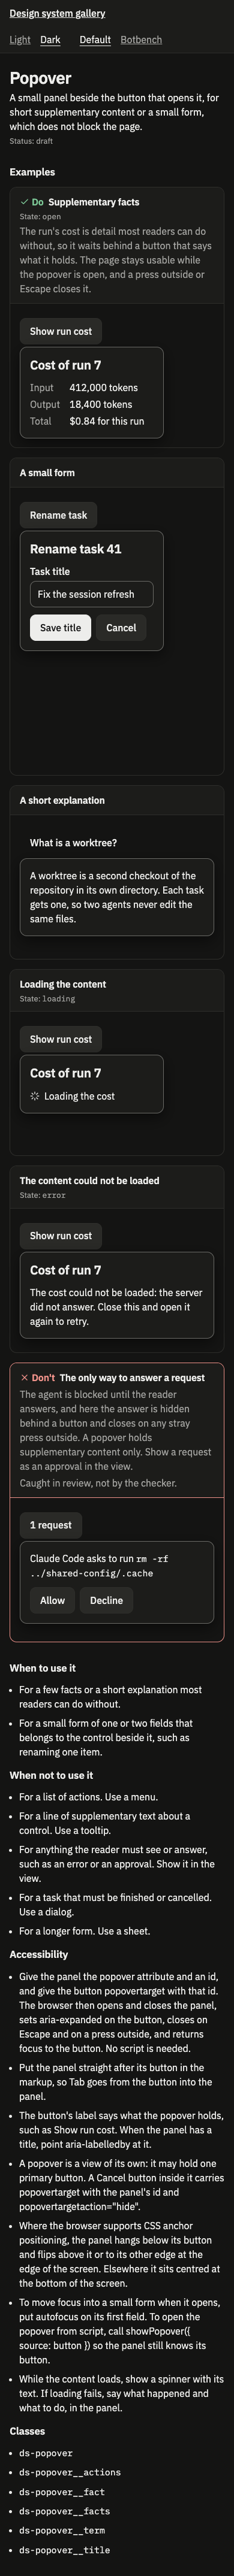 Design system gallery
Light Dark Default Botbench
Popover
A small panel beside the button that opens it, for
short supplementary content or a small form,
which does not block the page.
Status: draft
Examples
Do Supplementary facts
State: open
The run's cost is detail most readers can do
without, so it waits behind a button that says
what it holds. The page stays usable while
the popover is open, and a press outside or
Escape closes it.
Show run cost
Cost of run 7
Input 412,000 tokens
Output 18,400 tokens
Total $0.84 for this run
A small form
Rename task
Rename task 41
Task title
Fix the session refresh
Save title Cancel
A short explanation
What is a worktree?
A worktree is a second checkout of the
repository in its own directory. Each task
gets one, so two agents never edit the
same files.
Loading the content
State: loading
Show run cost
Cost of run 7
Loading the cost
The content could not be loaded
State: error
Show run cost
Cost of run 7
The cost could not be loaded: the server
did not answer. Close this and open it
again to retry.
Don't The only way to answer a request
The agent is blocked until the reader
answers, and here the answer is hidden
behind a button and closes on any stray
press outside. A popover holds
supplementary content only. Show a request
as an approval in the view.
Caught in review, not by the checker.
1 request
Claude Code asks to run rm -rf
../shared-config/.cache
Allow Decline
When to use it
• For a few facts or a short explanation most
readers can do without.
• For a small form of one or two fields that
belongs to the control beside it, such as
renaming one item.
When not to use it
• For a list of actions. Use a menu.
• For a line of supplementary text about a
control. Use a tooltip.
• For anything the reader must see or answer,
such as an error or an approval. Show it in the
view.
• For a task that must be finished or cancelled.
Use a dialog.
• For a longer form. Use a sheet.
Accessibility
• Give the panel the popover attribute and an id,
and give the button popovertarget with that id.
The browser then opens and closes the panel,
sets aria-expanded on the button, closes on
Escape and on a press outside, and returns
focus to the button. No script is needed.
• Put the panel straight after its button in the
markup, so Tab goes from the button into the
panel.
• The button's label says what the popover holds,
such as Show run cost. When the panel has a
title, point aria-labelledby at it.
• A popover is a view of its own: it may hold one
primary button. A Cancel button inside it carries
popovertarget with the panel's id and
popovertargetaction="hide".
• Where the browser supports CSS anchor
positioning, the panel hangs below its button
and flips above it or to its other edge at the
edge of the screen. Elsewhere it sits centred at
the bottom of the screen.
• To move focus into a small form when it opens,
put autofocus on its first field. To open the
popover from script, call showPopover({
source: button }) so the panel still knows its
button.
• While the content loads, show a spinner with its
text. If loading fails, say what happened and
what to do, in the panel.
Classes
• ds-popover
• ds-popover__actions
• ds-popover__fact
• ds-popover__facts
• ds-popover__term
• ds-popover__title